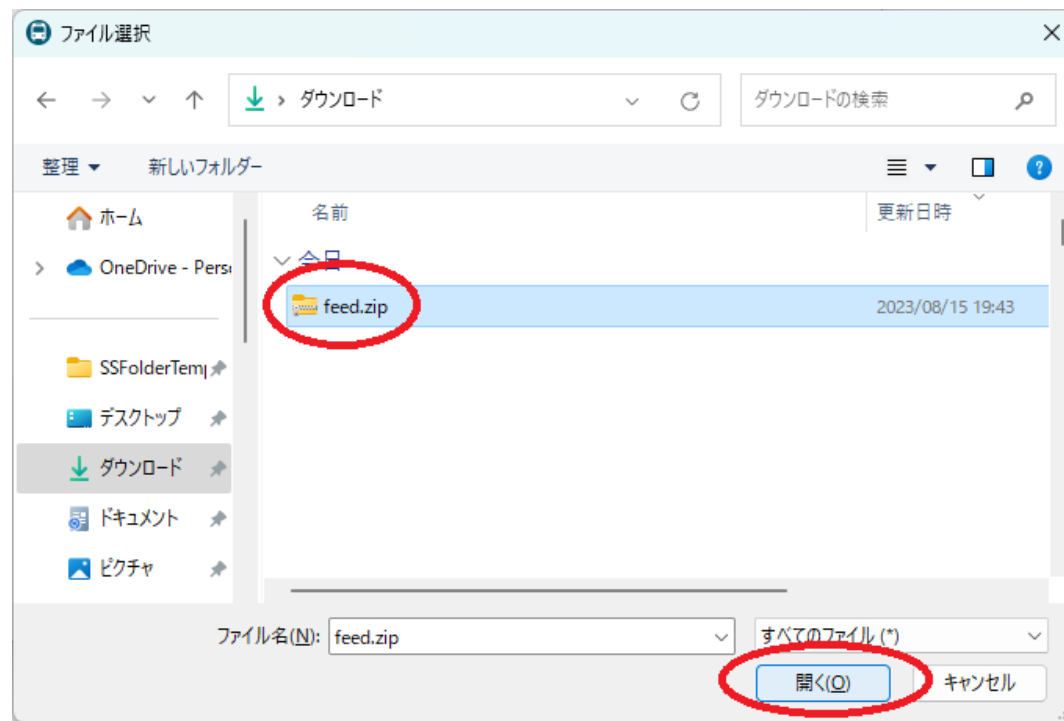 ファイル選択
ダウンロード
ダウンロードの検索
整理
新しいフォルダー
名前
更新日時
ホーム
今日
OneDrive - Pers
feed.zip
2023/08/15 19:43
SSFolderTem
デスクトップ
ダウンロード
ドキュメント
ピクチャ
ファイル名(N):
feed.zip
すべてのファイル (*)
開く(O)
キャンセル